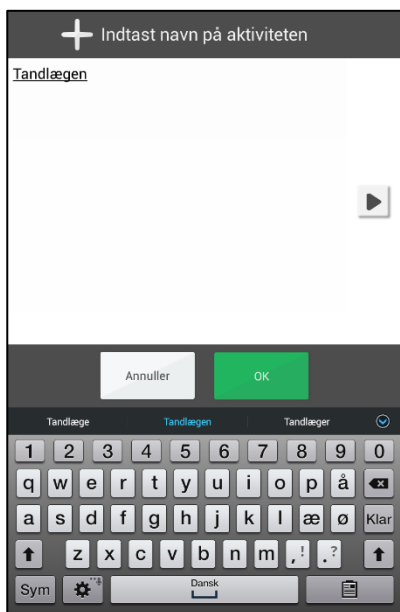 Indtast navn på aktiviteten
Tandlægen
Annuller OK
Tandlæge Tandlægen Tandlæger
1 2 3 4 5 6 7 8 9 0
q w e r t y u i o p å
a s d f g h j k l æ ø Klar
z x c v b n m , ! . ?
Sym Dansk